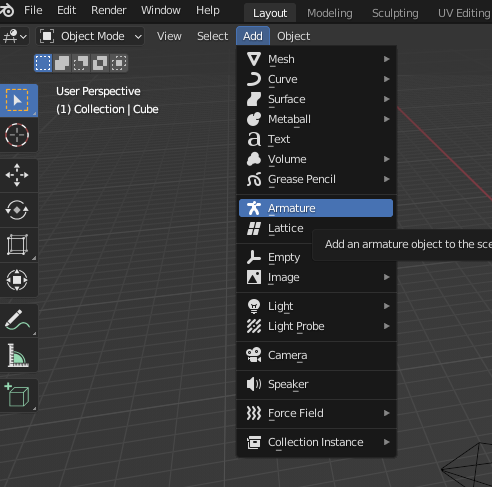 File Edit Render Window Help Layout Modeling Sculpting UV Editing
Object Mode View Select Add Object
User Perspective
(1) Collection | Cube
Mesh
Curve
Surface
Metaball
Text
Volume
Grease Pencil
Armature
Lattice
Add an armature object to the sce
Empty
Image
Light
Light Probe
Camera
Speaker
Force Field
Collection Instance